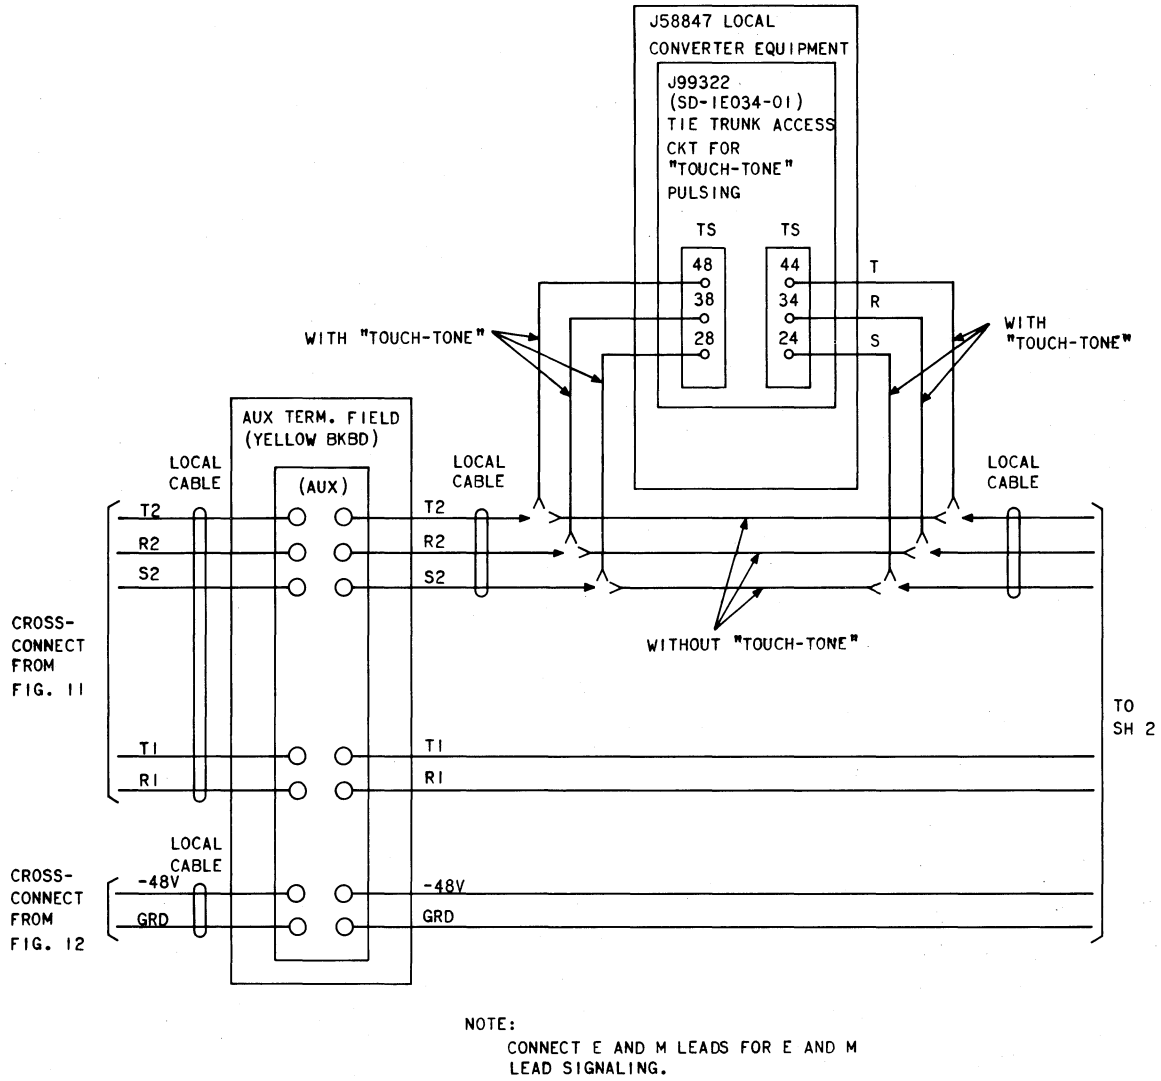 J58847 LOCAL
CONVERTER EQUIPMENT
J99322
(SD-1E034-01)
TIE TRUNK ACCESS
CKT FOR
"TOUCH-TONE"
PULSING
TS
TS
48
44
T
38
34
R
28
24
S
WITH "TOUCH-TONE"
WITH
"TOUCH-TONE"
AUX TERM. FIELD
(YELLOW BKBD)
LOCAL
CABLE
(AUX)
LOCAL
CABLE
LOCAL
CABLE
T2
T2
R2
R2
S2
S2
WITHOUT "TOUCH-TONE"
CROSS-
CONNECT
FROM
FIG. 11
TO
SH 2
T1
T1
R1
R1
LOCAL
CABLE
CROSS-
CONNECT
FROM
FIG. 12
-48V
-48V
GRD
GRD
NOTE:
CONNECT E AND M LEADS FOR E AND M
LEAD SIGNALING.